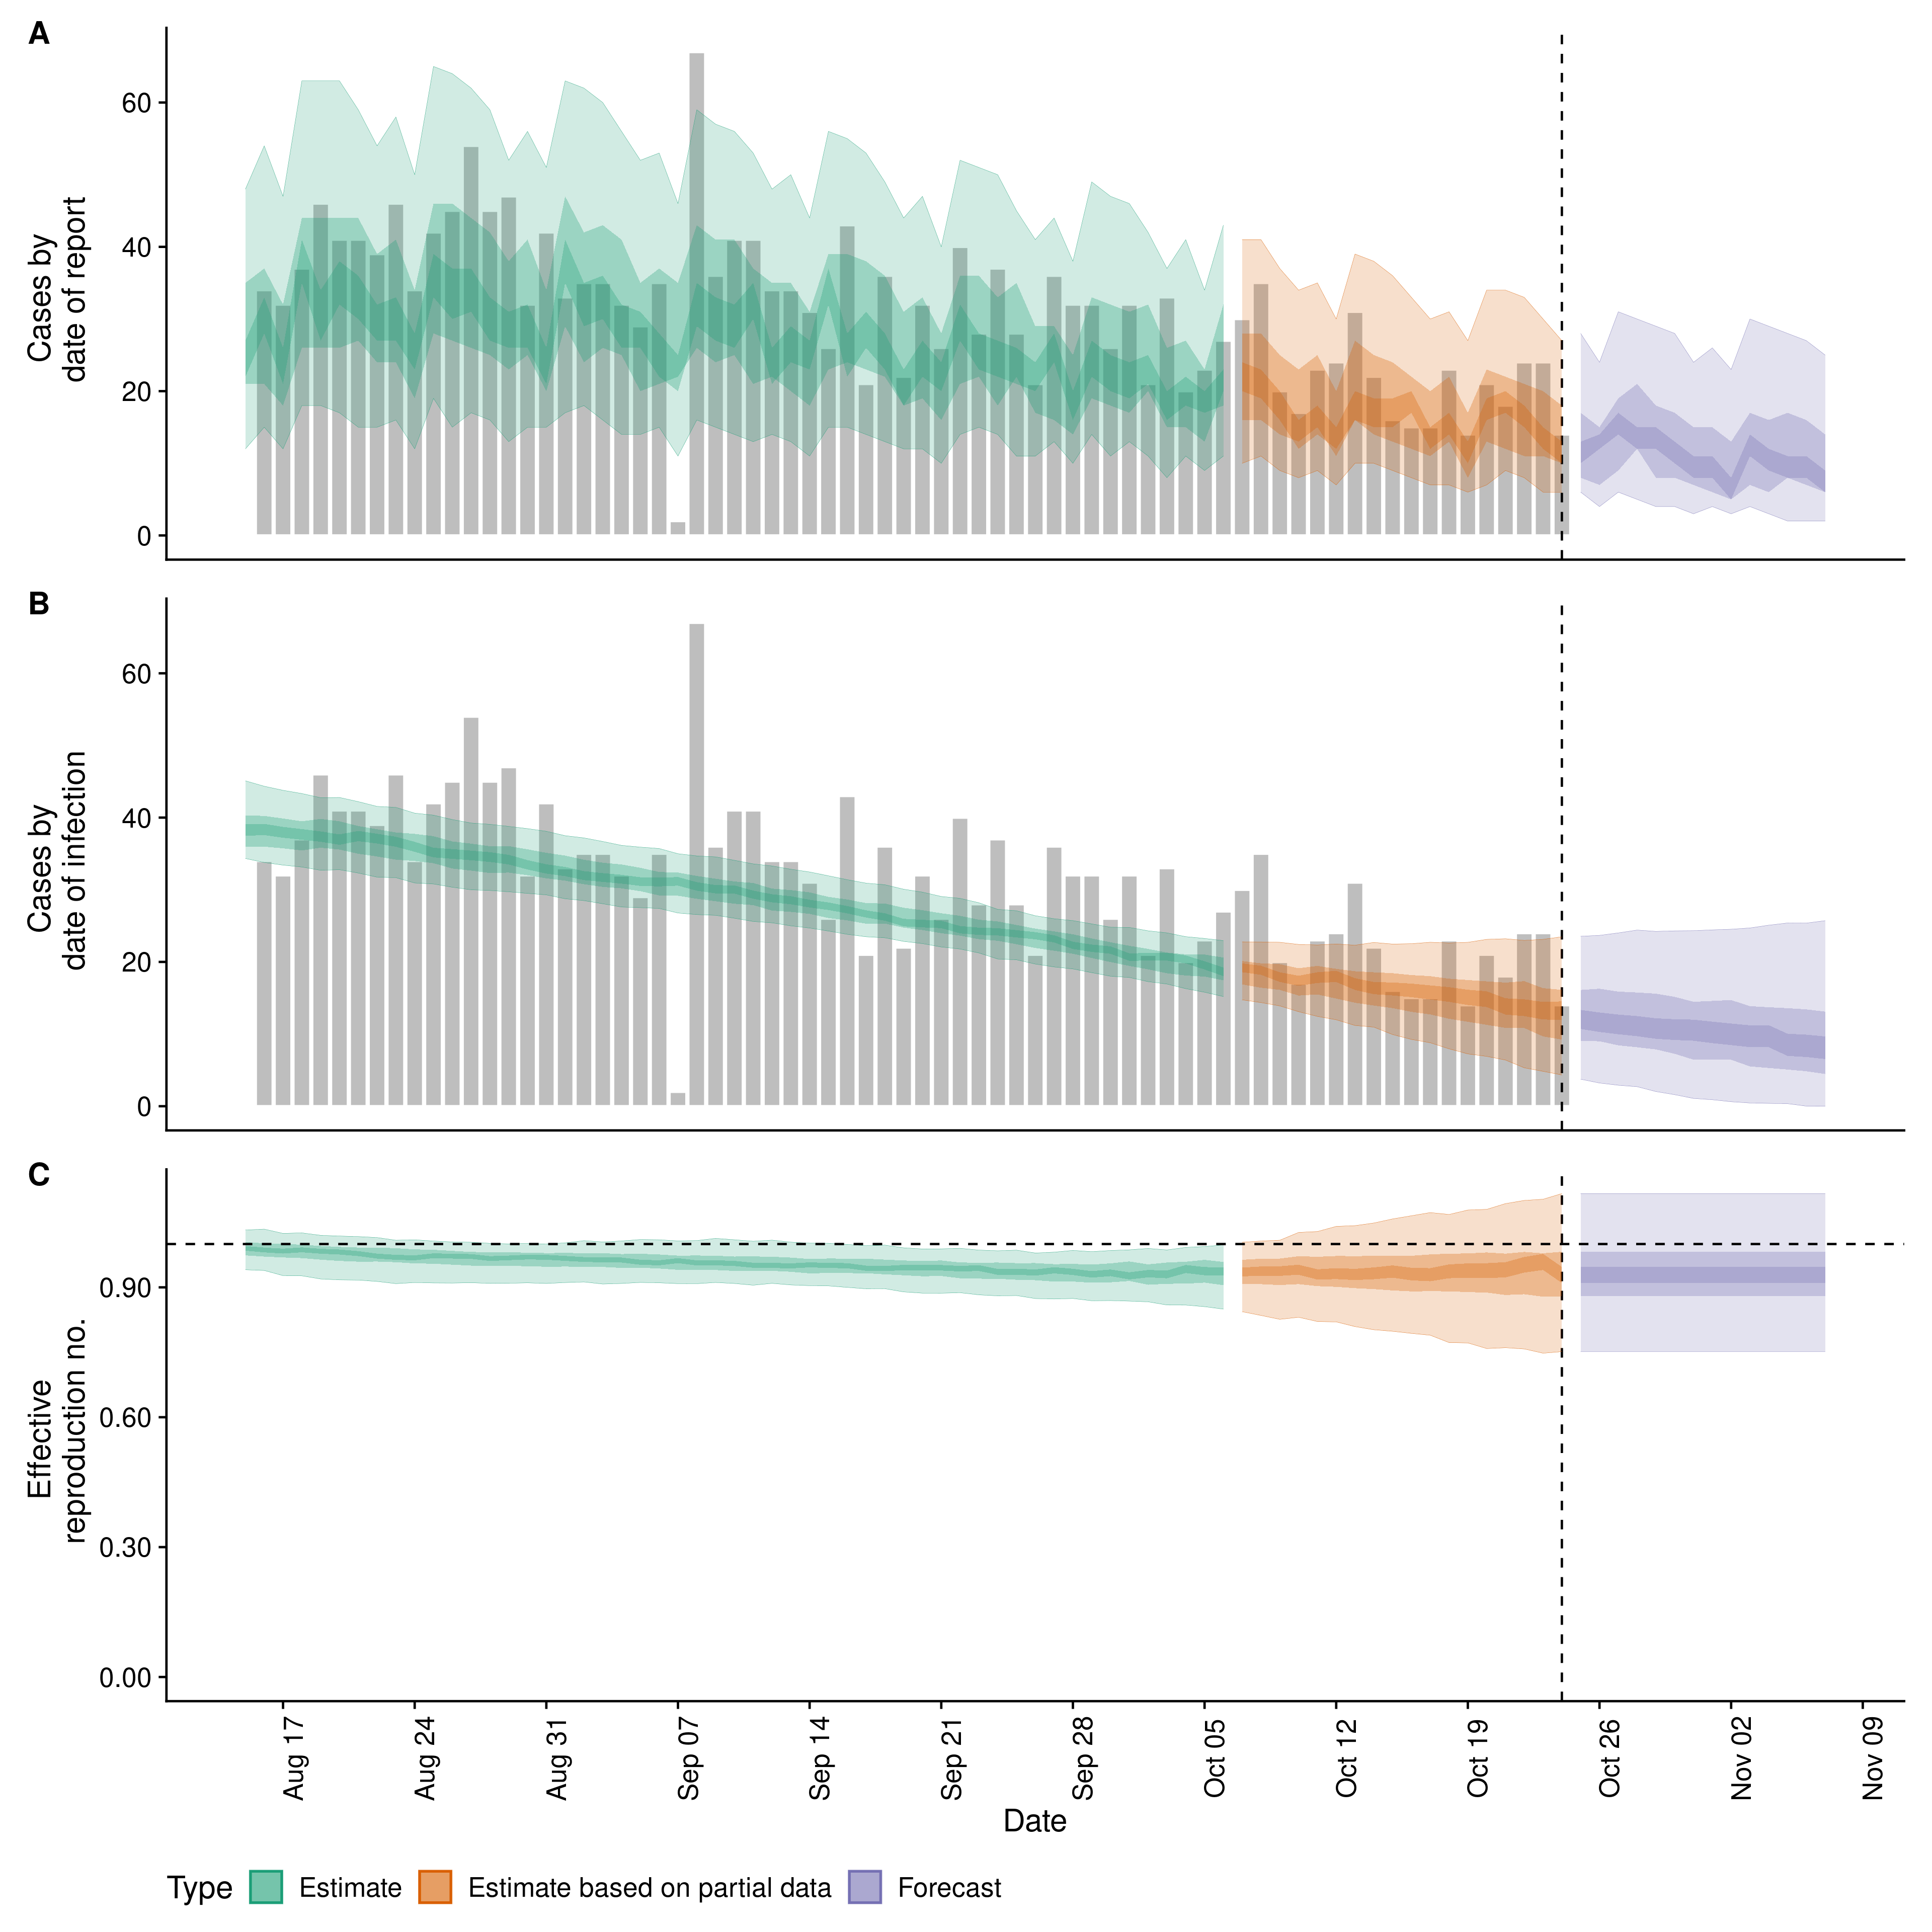 A
Cases by
date of report
60
40
20
0
B
Cases by
date of infection
60
40
20
0
C
Effective
reproduction no.
0.90
0.60
0.30
0.00
Aug 17
Aug 24
Aug 31
Sep 07
Sep 14
Sep 21
Sep 28
Oct 05
Oct 12
Oct 19
Oct 26
Nov 02
Nov 09
Date
Type Estimate Estimate based on partial data Forecast